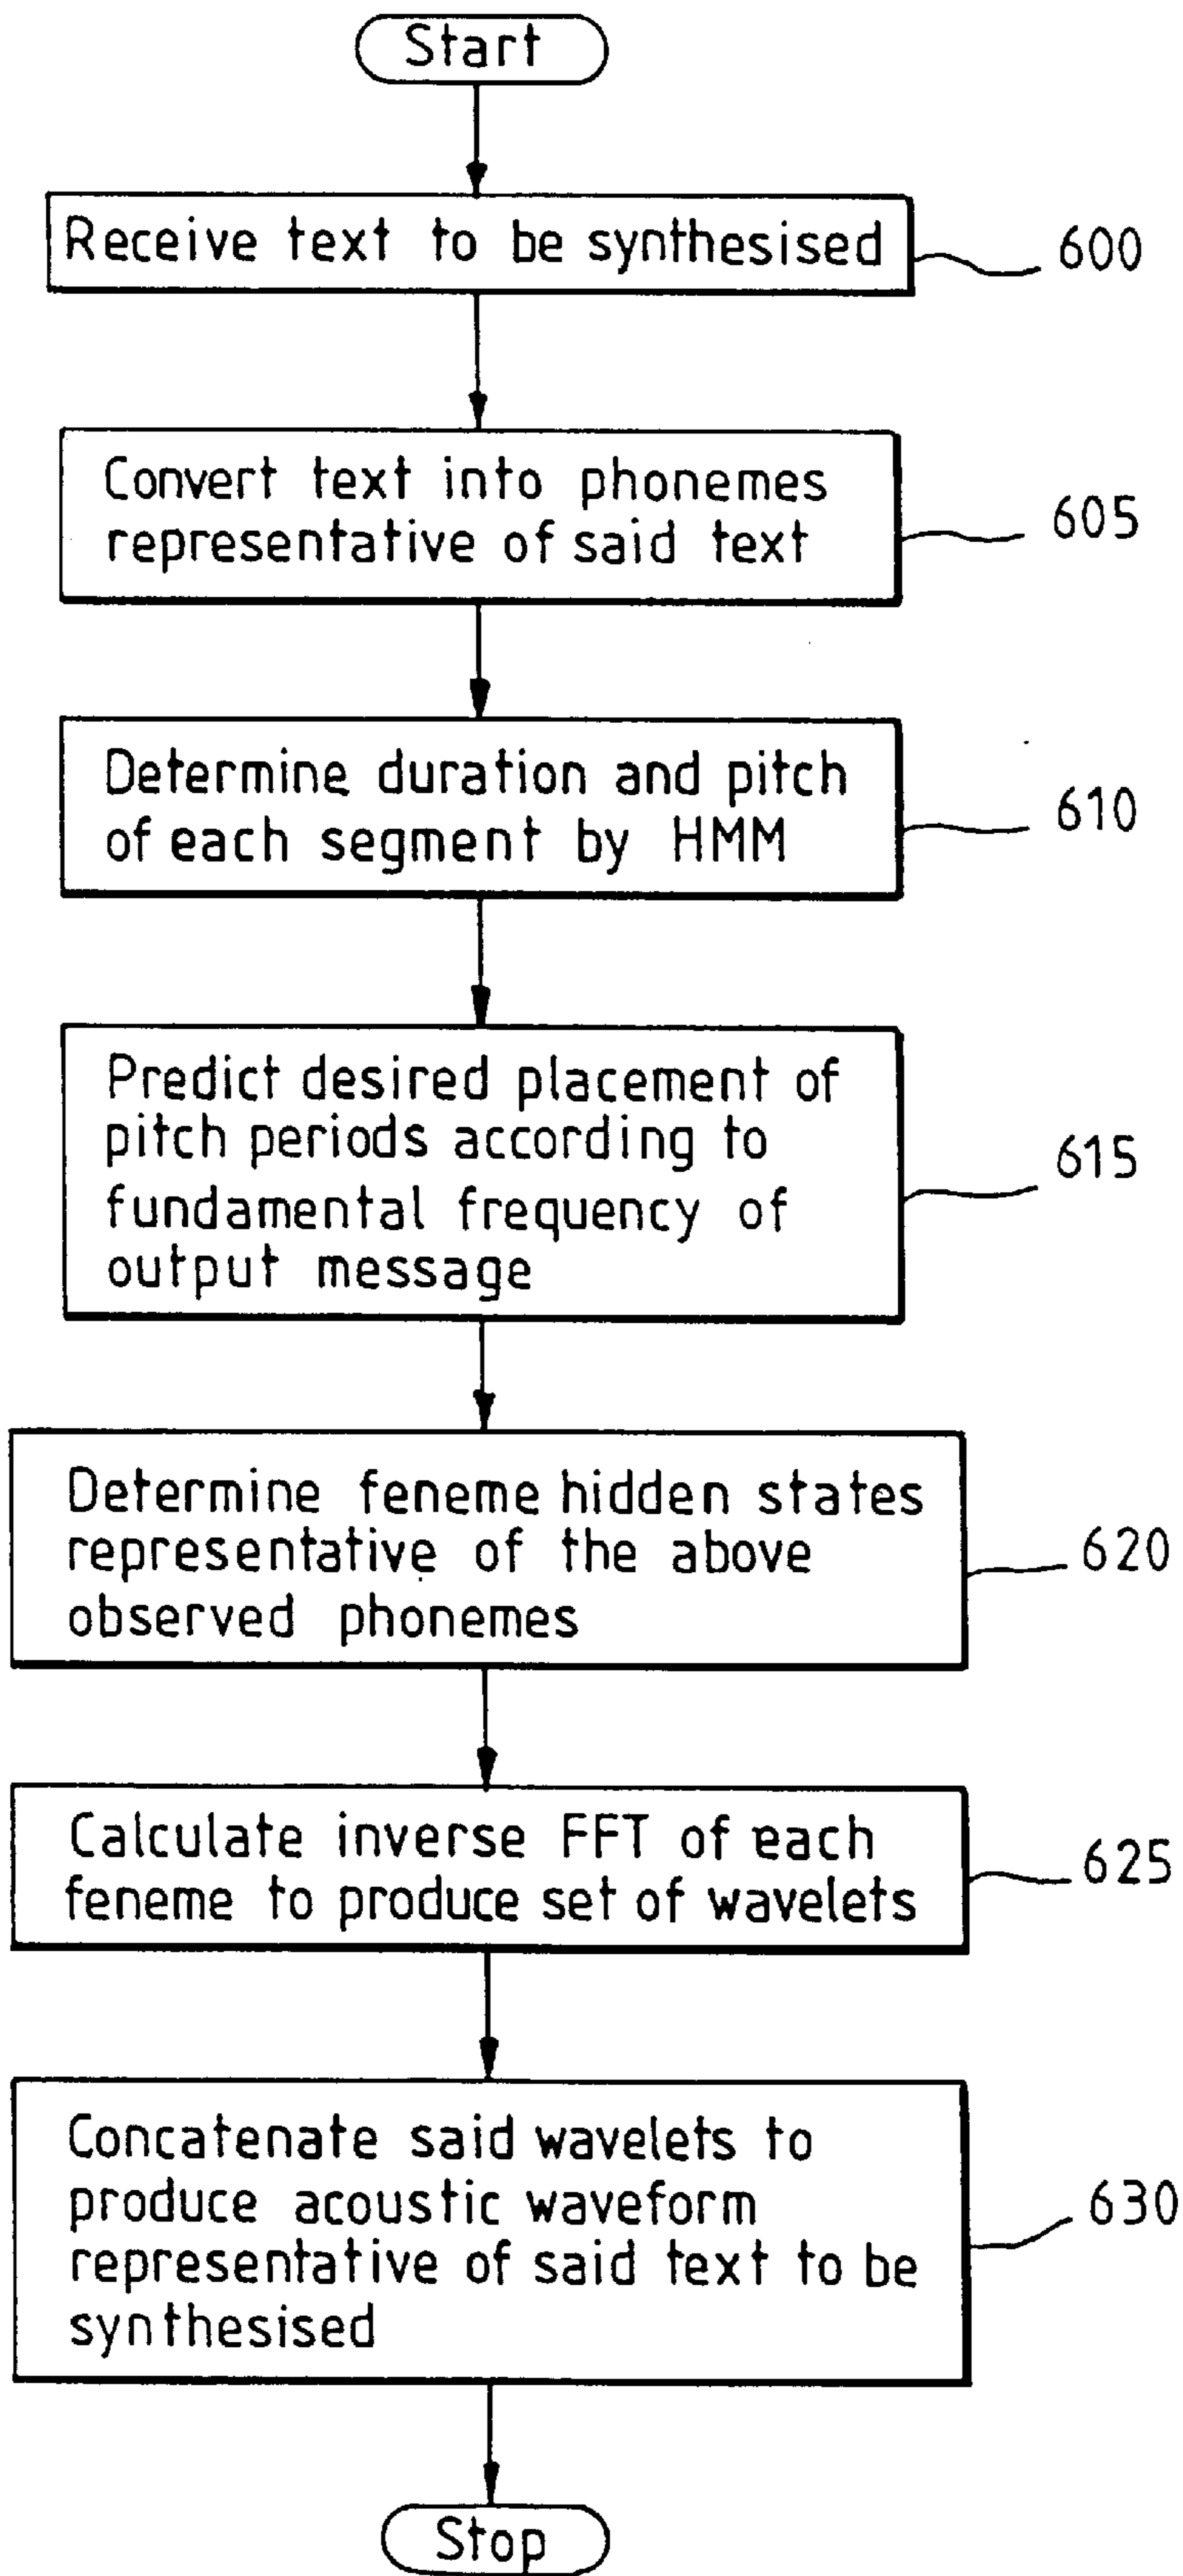 Start
Receive text to be synthesised
600
Convert text into phonemes
representative of said text
605
Determine duration and pitch
of each segment by HMM
610
Predict desired placement of
pitch periods according to
fundamental frequency of
output message
615
Determine feneme hidden states
representative of the above
observed phonemes
620
Calculate inverse FFT of each
feneme to produce set of wavelets
625
Concatenate said wavelets to
produce acoustic waveform
representative of said text to be
synthesised
630
Stop